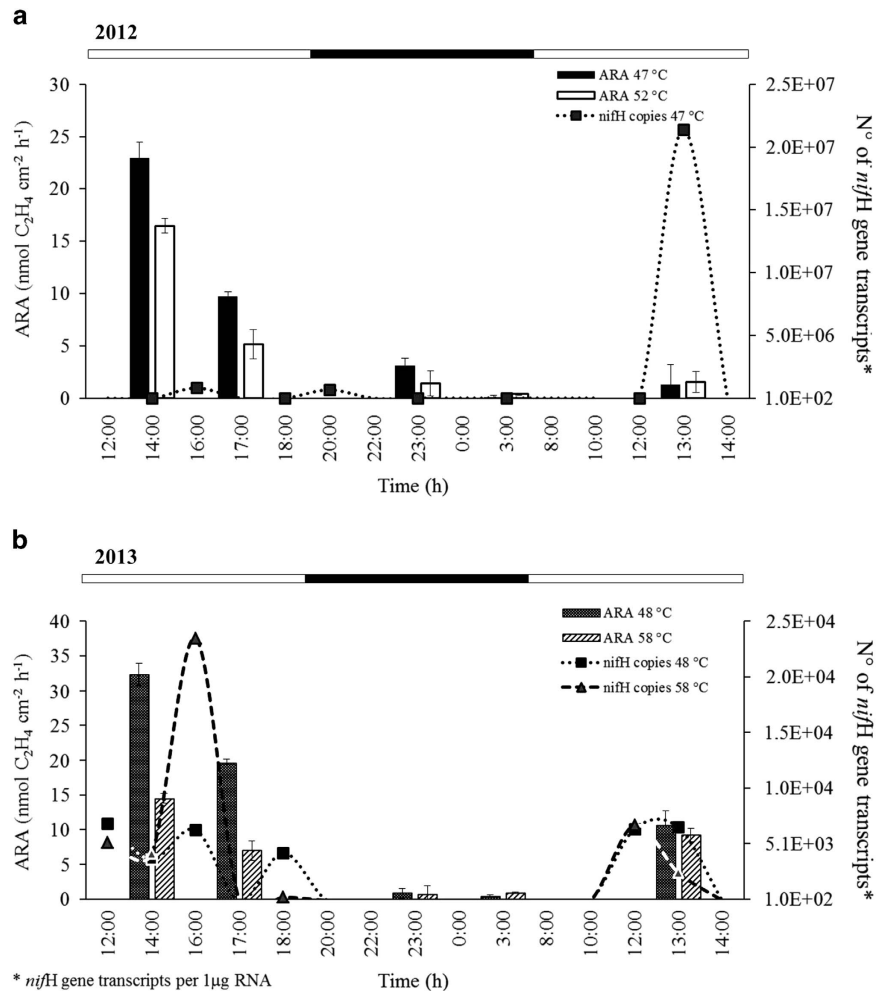 a
2012
30
25
20
15
10
5
0
ARA (nmol C₂H₄ cm⁻² h⁻¹)
ARA 47 °C
ARA 52 °C
nifH copies 47 °C
2.5E+07
2.0E+07
1.5E+07
1.0E+07
5.0E+06
1.0E+02
N° of nifH gene transcripts*
12:00 14:00 16:00 17:00 18:00 20:00 22:00 23:00 0:00 3:00 8:00 10:00 12:00 13:00 14:00
Time (h)
b
2013
40
35
30
25
20
15
10
5
0
ARA (nmol C₂H₄ cm⁻² h⁻¹)
ARA 48 °C
ARA 58 °C
nifH copies 48 °C
nifH copies 58 °C
2.5E+04
2.0E+04
1.5E+04
1.0E+04
5.1E+03
1.0E+02
N° of nifH gene transcripts*
12:00 14:00 16:00 17:00 18:00 20:00 22:00 23:00 0:00 3:00 8:00 10:00 12:00 13:00 14:00
Time (h)
* nifH gene transcripts per 1µg RNA